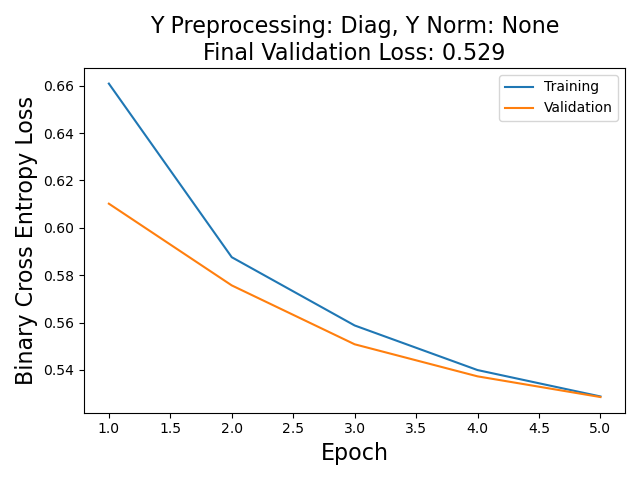 Y Preprocessing: Diag, Y Norm: None
Final Validation Loss: 0.529
Training
Validation
Binary Cross Entropy Loss
0.66
0.64
0.62
0.60
0.58
0.56
0.54
1.0 1.5 2.0 2.5 3.0 3.5 4.0 4.5 5.0
Epoch